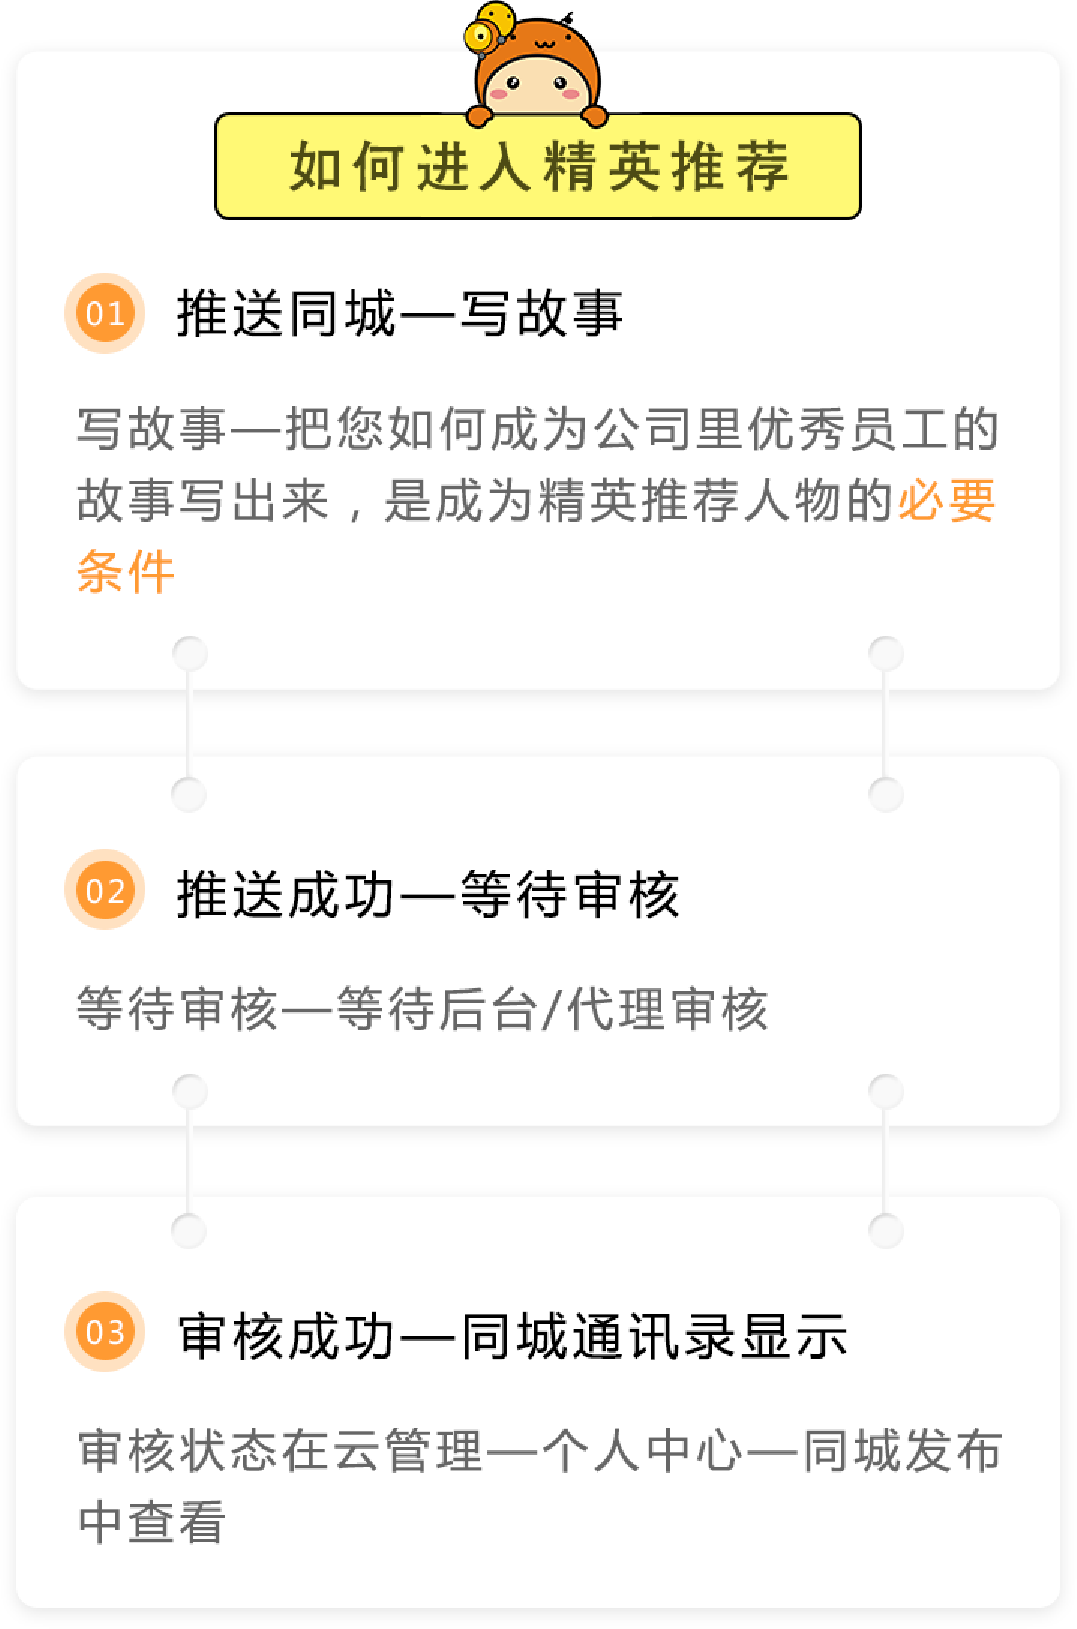 如何进入精英推荐
01 推送同城—写故事
写故事—把您如何成为公司里优秀员工的
故事写出来，是成为精英推荐人物的必要
条件
02 推送成功—等待审核
等待审核—等待后台/代理审核
03 审核成功—同城通讯录显示
审核状态在云管理—个人中心—同城发布
中查看